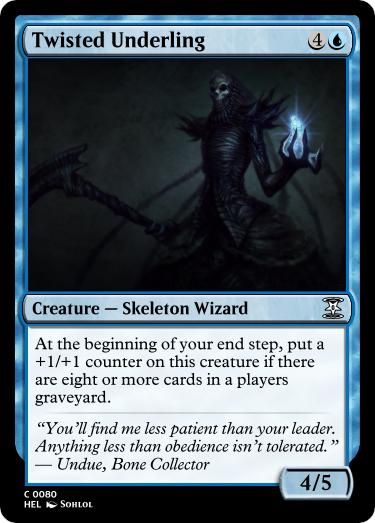 Twisted Underling 4
Creature — Skeleton Wizard
At the beginning of your end step, put a
+1/+1 counter on this creature if there
are eight or more cards in a players
graveyard.
“You'll find me less patient than your leader.
Anything less than obedience isn't tolerated.”
— Undue, Bone Collector
4/5
C 0080
HEL Sohlol